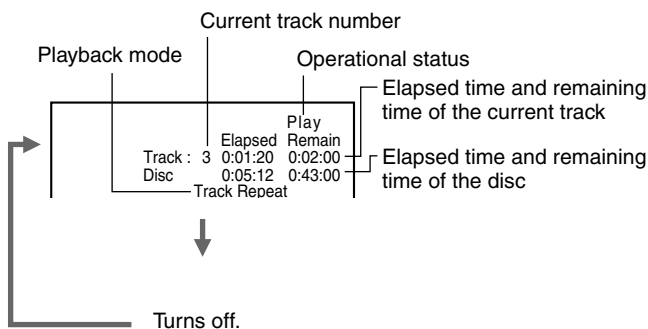 Current track number
Playback mode
Operational status
Elapsed time and remaining
time of the current track
Play
Elapsed Remain
Track : 3 0:01:20 0:02:00
Disc 0:05:12 0:43:00
Elapsed time and remaining
time of the disc
Track Repeat
Turns off.